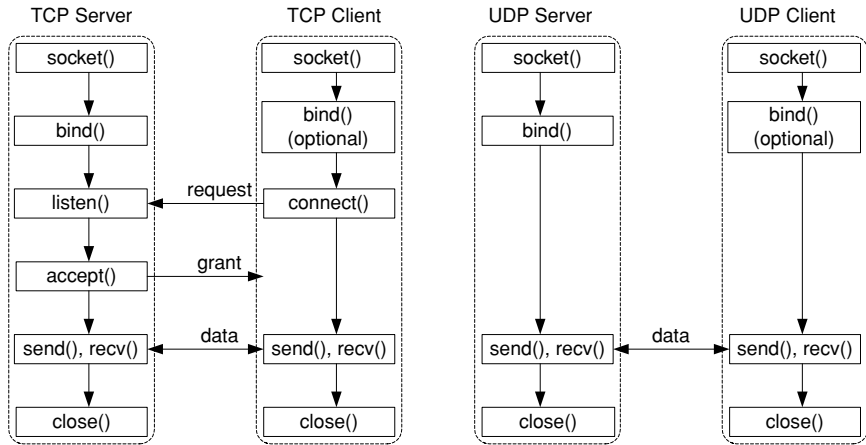 TCP Server
TCP Client
UDP Server
UDP Client
socket()
socket()
socket()
socket()
bind()
bind()
(optional)
bind()
bind()
(optional)
listen()
request
connect()
accept()
grant
send(), recv()
data
send(), recv()
send(), recv()
data
send(), recv()
close()
close()
close()
close()